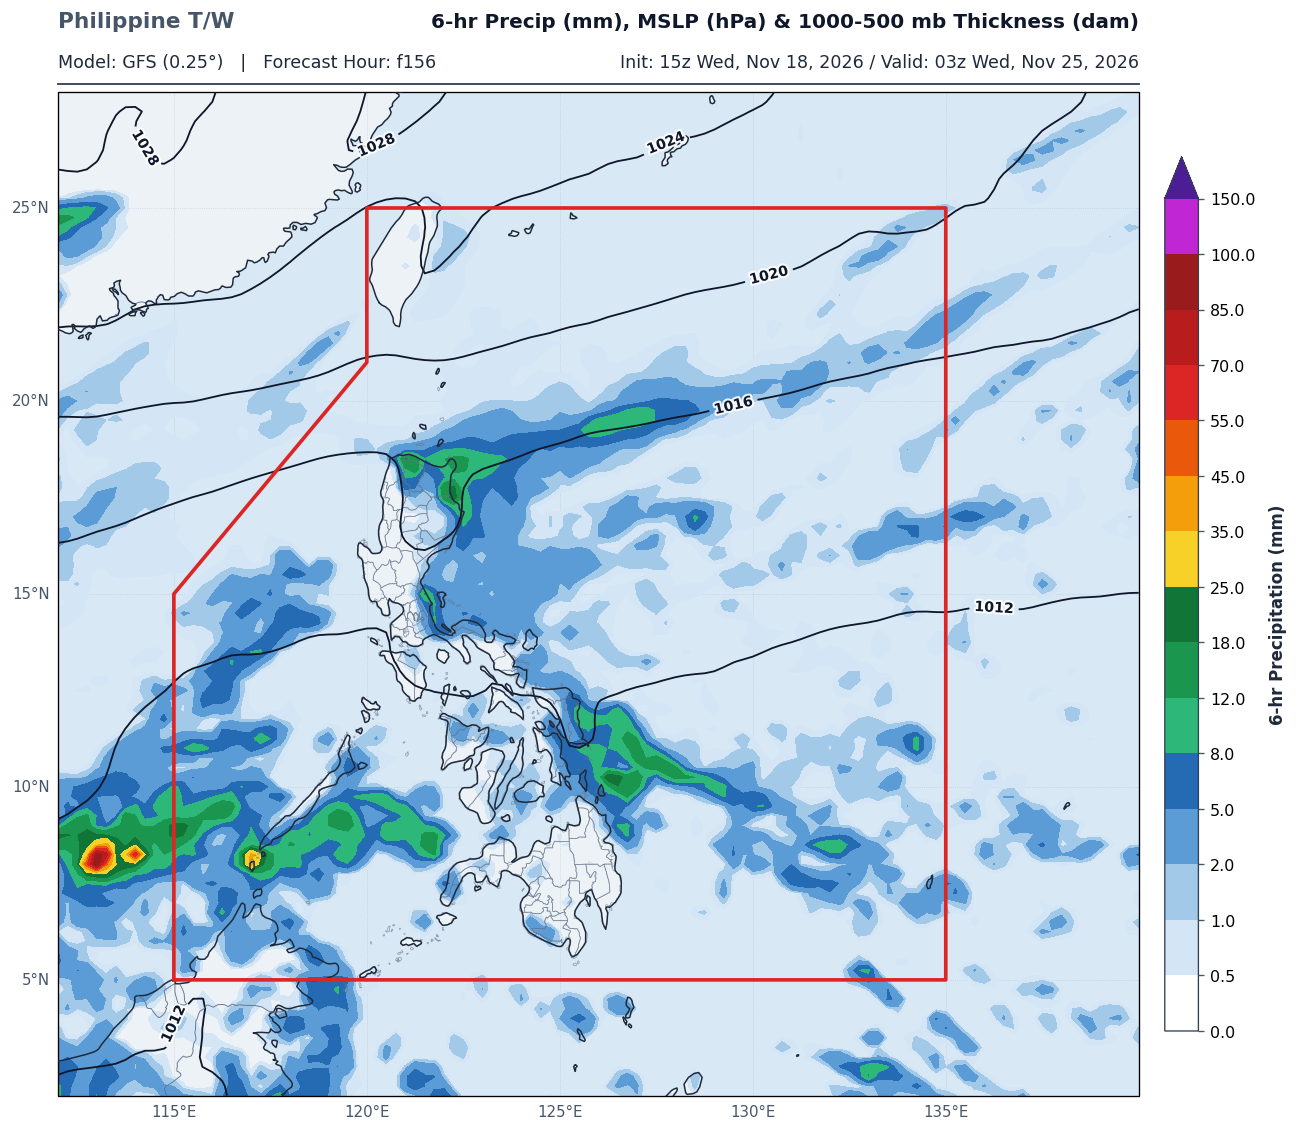 Philippine T/W
6-hr Precip (mm), MSLP (hPa) & 1000-500 mb Thickness (dam)
Model: GFS (0.25°) | Forecast Hour: f156
Init: 15z Wed, Nov 18, 2026 / Valid: 03z Wed, Nov 25, 2026
1028
1028
1024
1020
1016
1012
1012
25°N
20°N
15°N
10°N
5°N
115°E
120°E
125°E
130°E
135°E
150.0
100.0
85.0
70.0
55.0
45.0
35.0
25.0
18.0
12.0
8.0
5.0
2.0
1.0
0.5
0.0
6-hr Precipitation (mm)